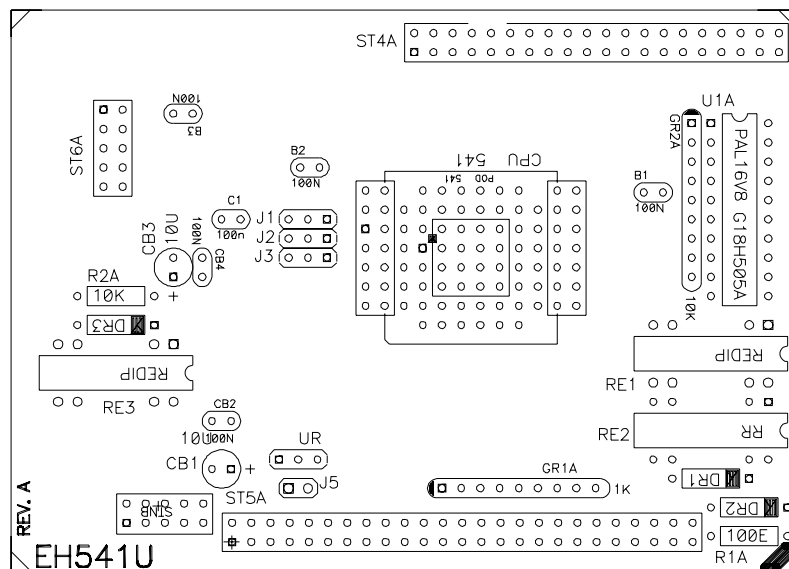 ST4A
U1A
GR2A
PAL16V8 G18H505A
10K
ST6A
100N
B3
B2
100N
CPU 541
POD 541
B1
100N
C1
100n
J1
J2
J3
CB3
10U
100N
CB4
+
R2A
10K
DR3
REDIP
RE3
REDIP
RE1
RR
RE2
CB2
100N
10U
CB1
+
UR
J5
GR1A
1K
DR1
DR2
100E
R1A
STNB
ST5A
REV. A
EH541U